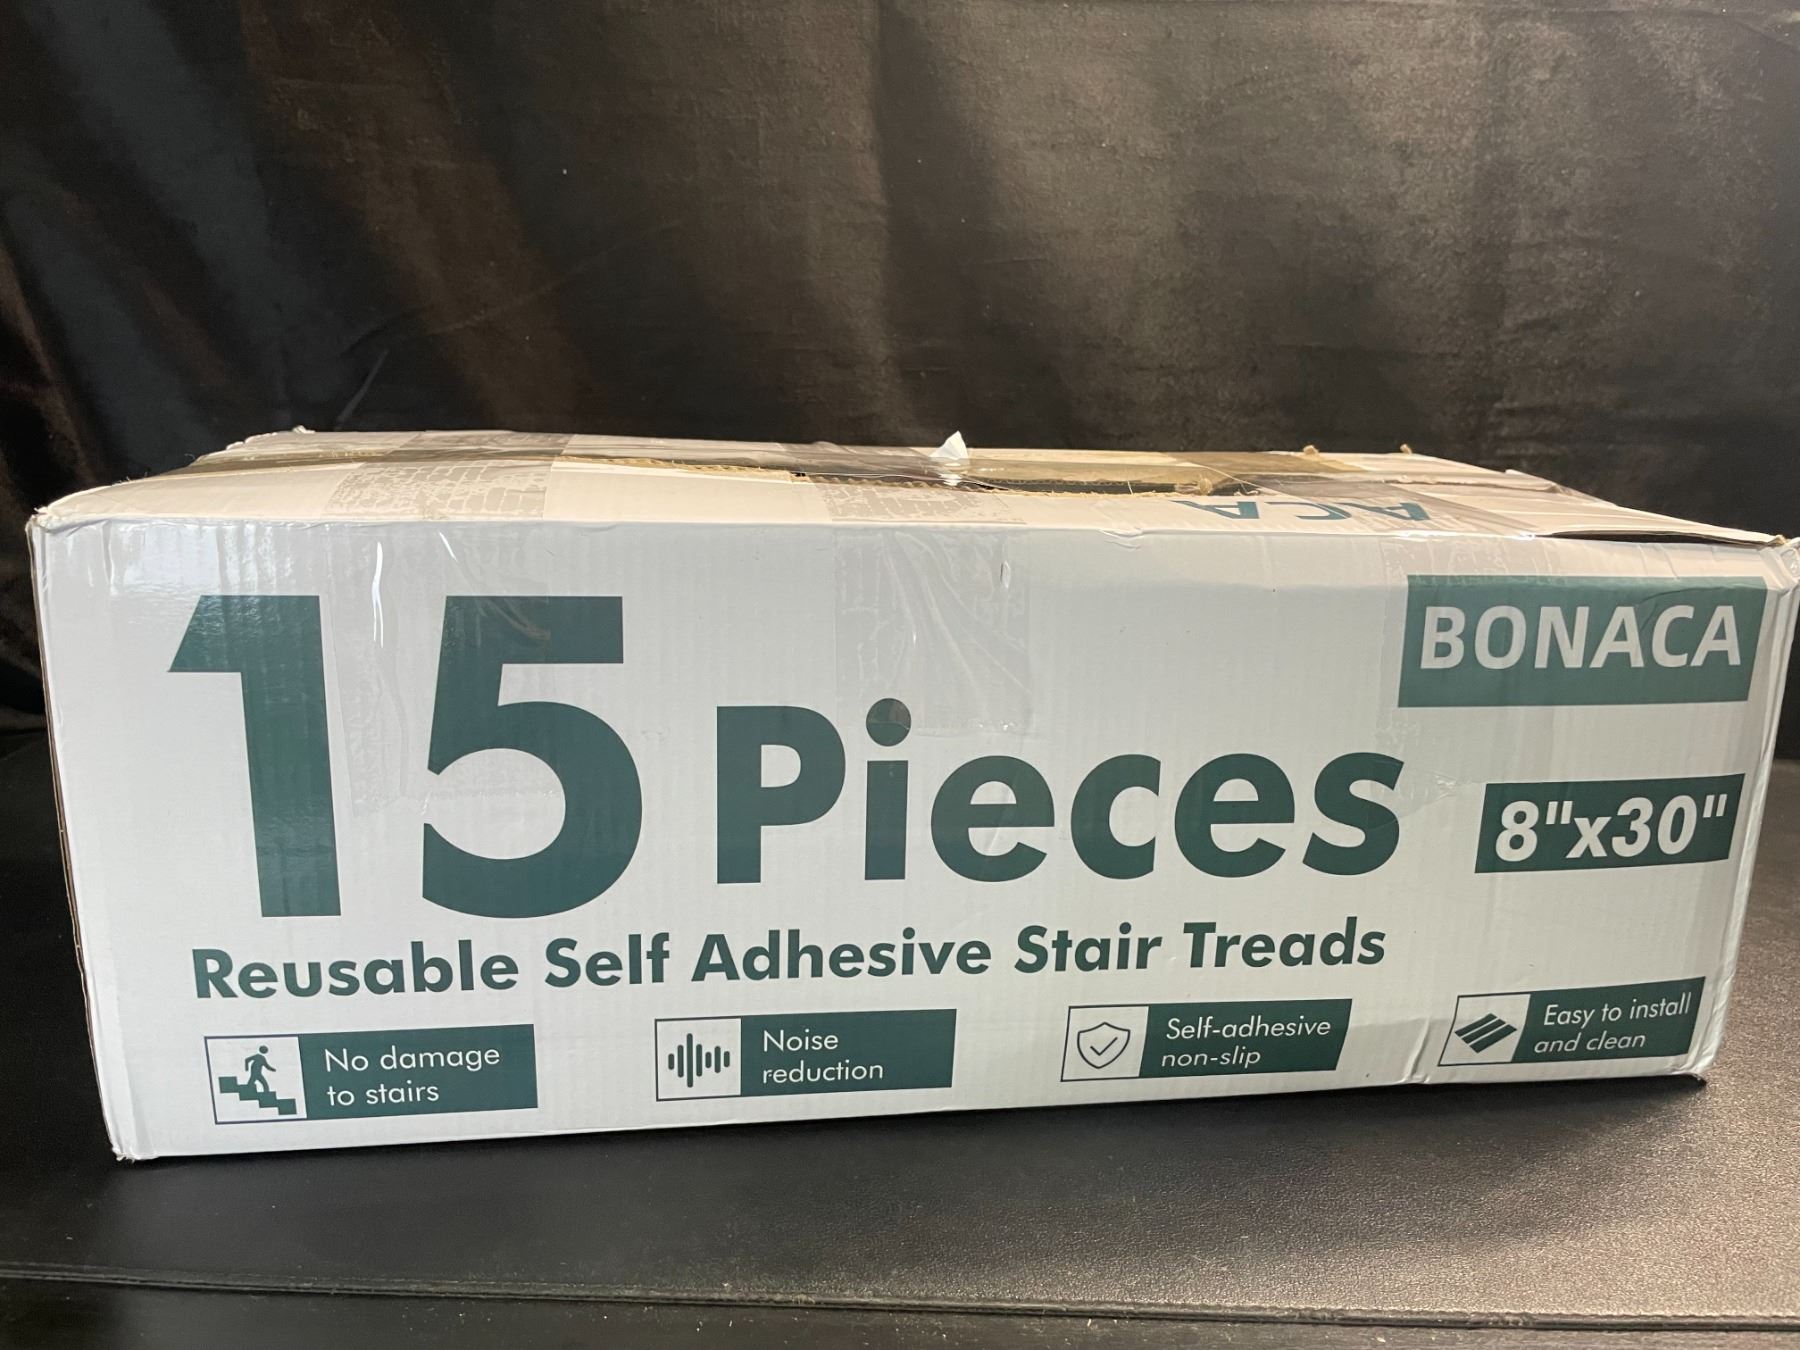 ACA
BONACA
15 Pieces
8"x30"
Reusable Self Adhesive Stair Treads
No damage
to stairs
Noise
reduction
Self-adhesive
non-slip
Easy to install
and clean